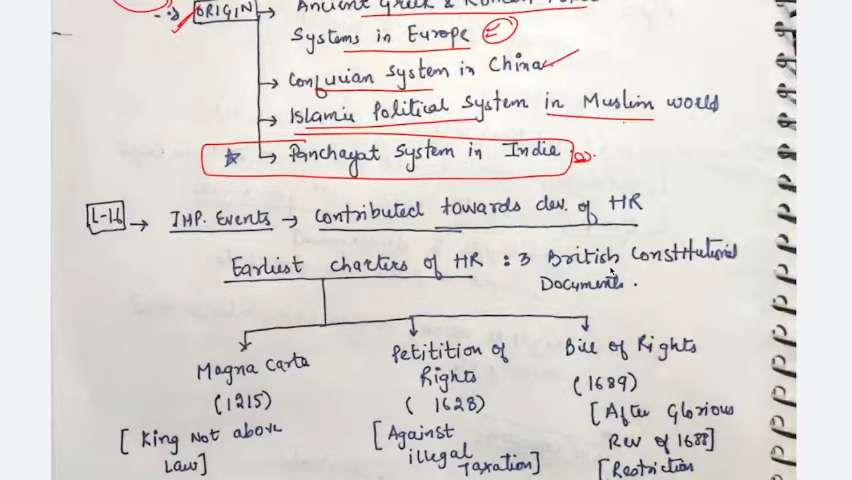 ORIGIN → Ancient Greek & Roman
Systems in Europe
→ Confucian System in China
→ Islamic Political System in Muslim world
→ Panchayat System in India
L-16 → IMP. Events → Contributed towards dev. of HR
Earliest charters of HR : 3 British Constitutional
Documents.
Magna Carta
(1215)
[King Not above
Law]
Petitition of
Rights
(1628)
[Against
illegal
Taxation]
Bill of Rights
(1689)
[After Glorious
Rev of 1688]
[Restriction